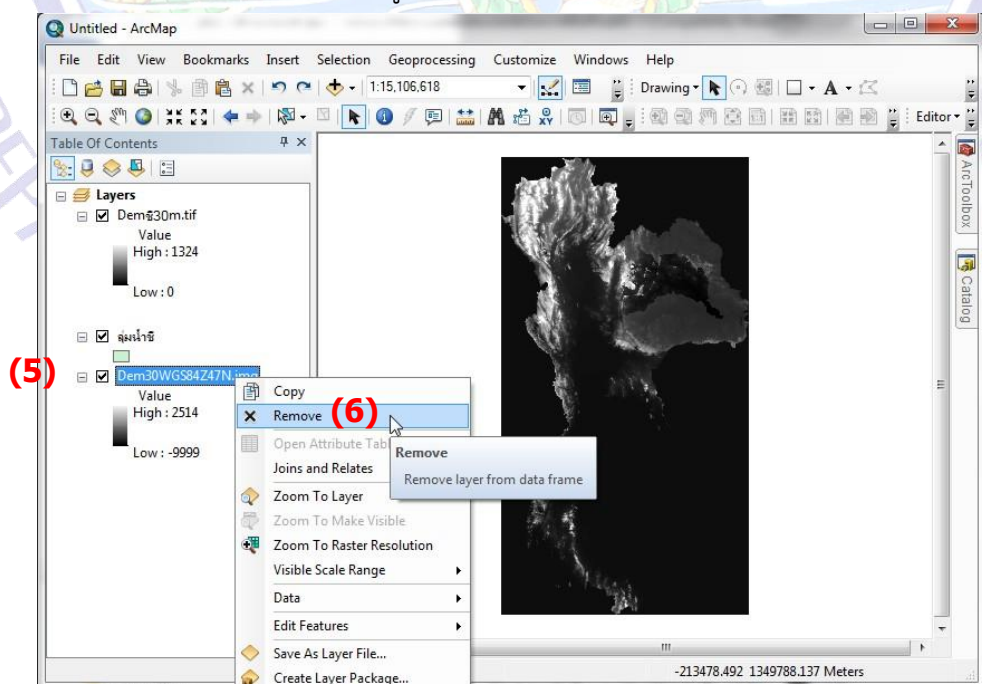 Untitled - ArcMap
File Edit View Bookmarks Insert Selection Geoprocessing Customize Windows Help
1:15,106,618
Drawing
A
Editor
Table Of Contents
Layers
Demชี30m.tif
Value
High : 1324
Low : 0
ลุ่มน้ำชี
(5)
Dem30WGS84Z47N.img
Value
High : 2514
Low : -9999
Copy
Remove
(6)
Open Attribute Tab
Joins and Relates
Zoom To Layer
Zoom To Make Visible
Zoom To Raster Resolution
Visible Scale Range
Data
Edit Features
Save As Layer File...
Create Layer Package...
Remove
Remove layer from data frame
ArcToolbox
Catalog
-213478.492 1349788.137 Meters